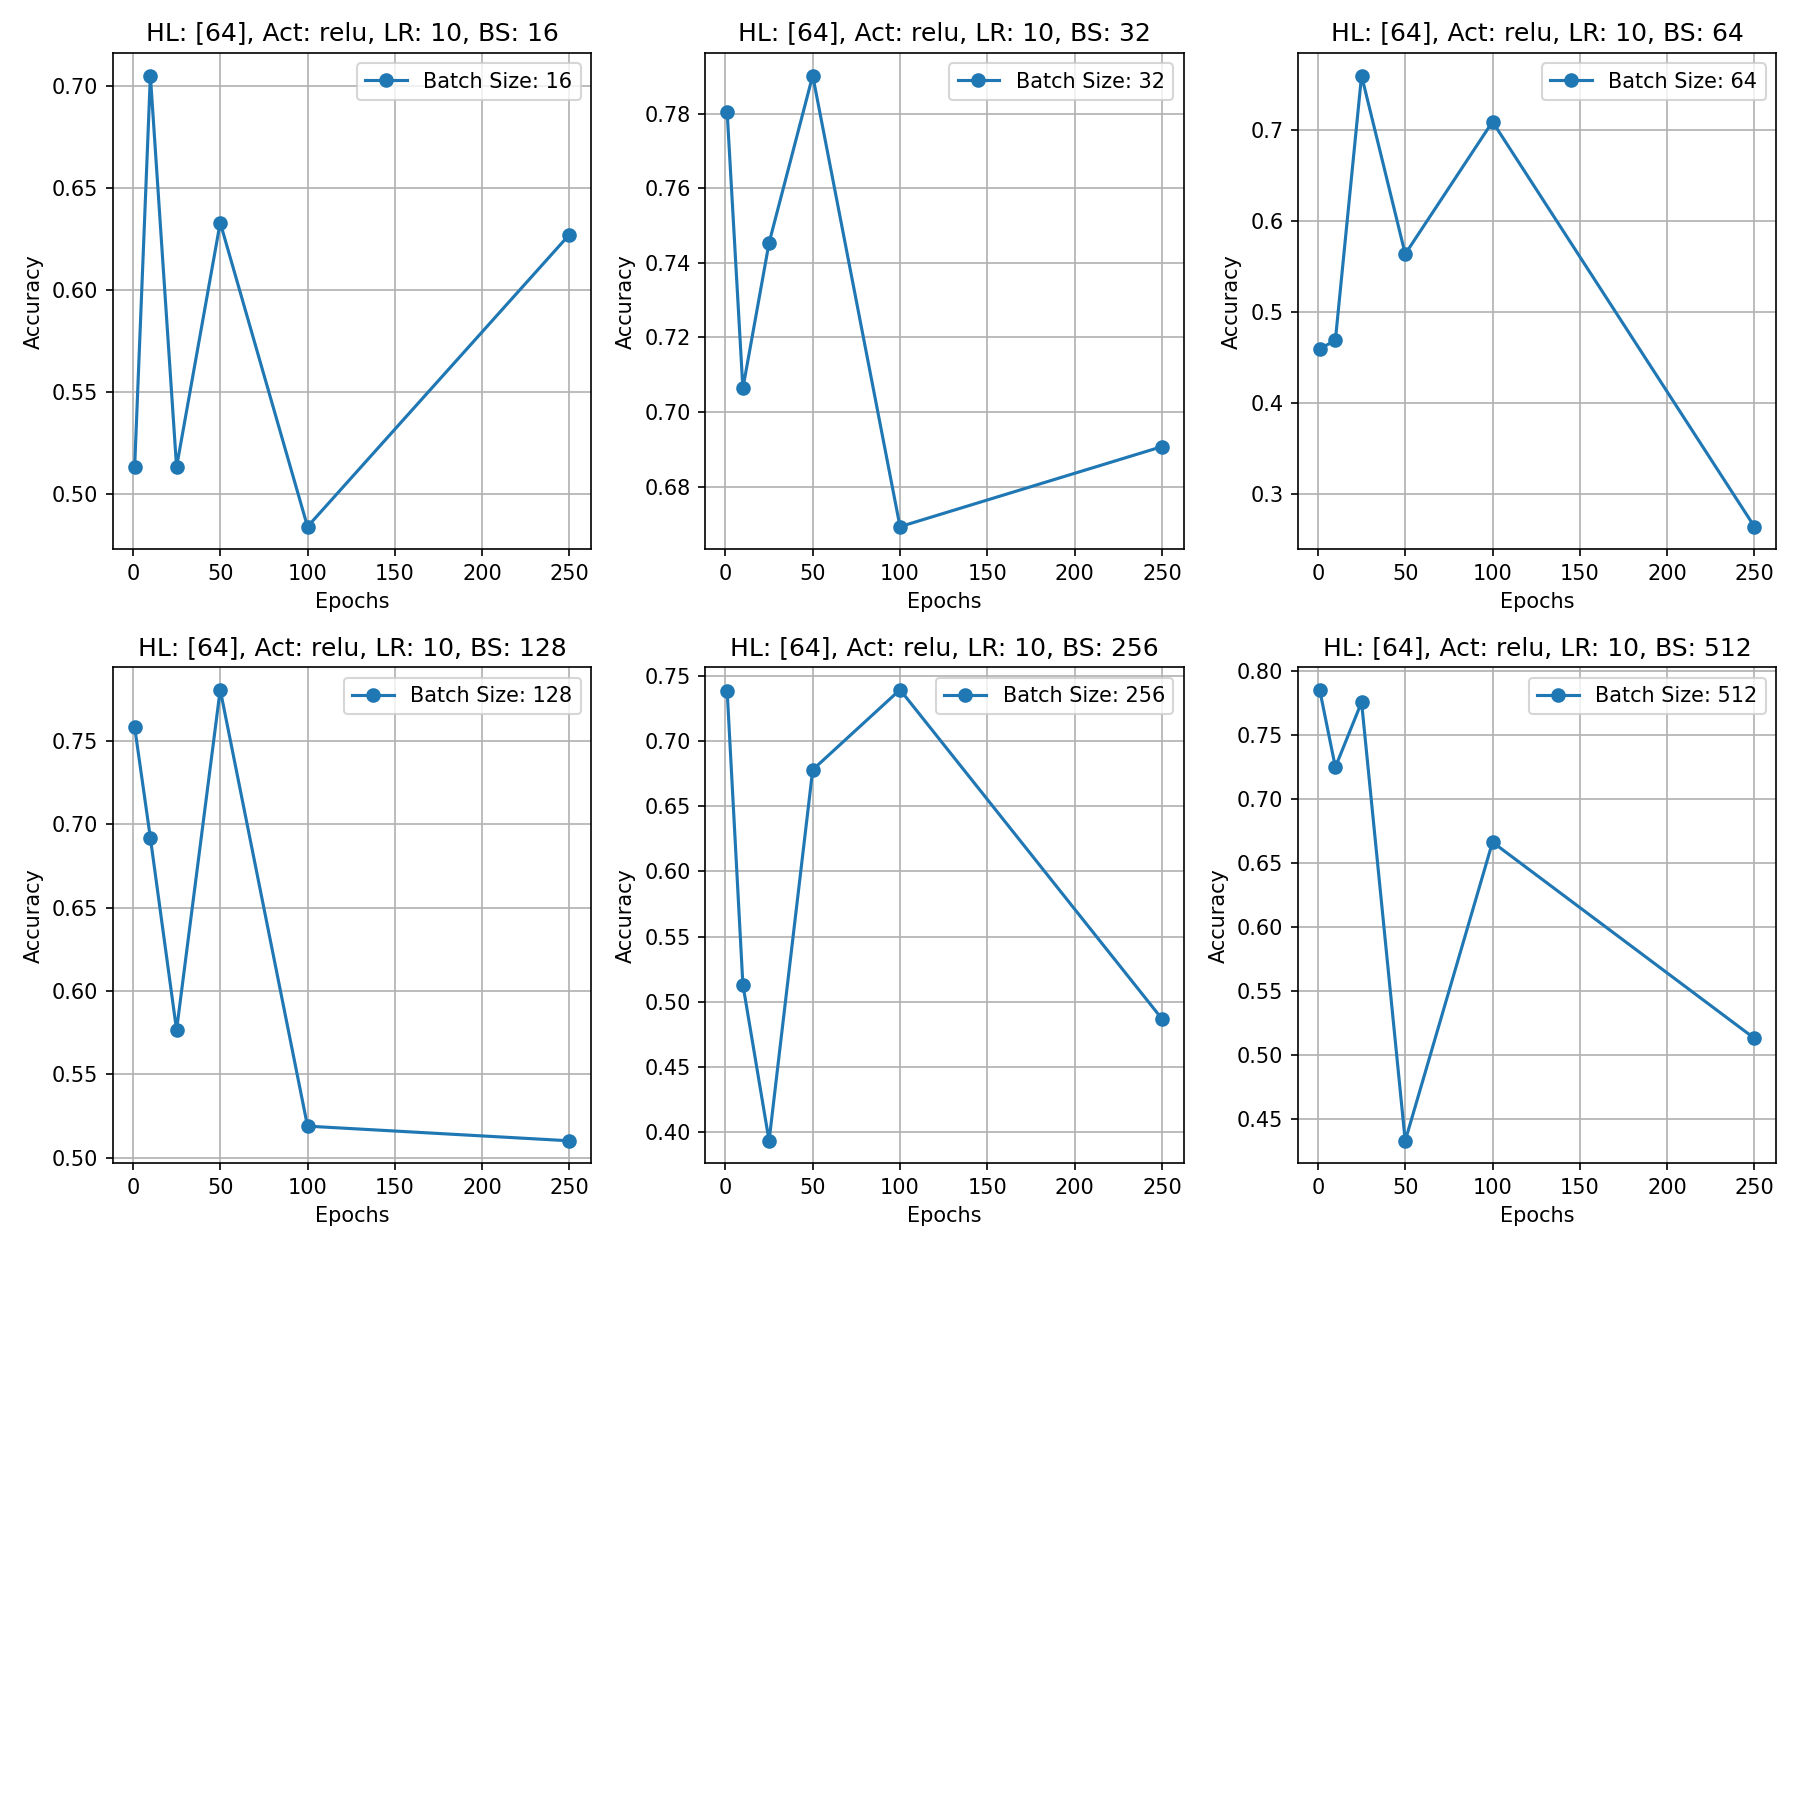 HL: [64], Act: relu, LR: 10, BS: 16
Batch Size: 16
Accuracy
0.70
0.65
0.60
0.55
0.50
0 50 100 150 200 250
Epochs
HL: [64], Act: relu, LR: 10, BS: 32
Batch Size: 32
Accuracy
0.78
0.76
0.74
0.72
0.70
0.68
0 50 100 150 200 250
Epochs
HL: [64], Act: relu, LR: 10, BS: 64
Batch Size: 64
Accuracy
0.7
0.6
0.5
0.4
0.3
0 50 100 150 200 250
Epochs
HL: [64], Act: relu, LR: 10, BS: 128
Batch Size: 128
Accuracy
0.75
0.70
0.65
0.60
0.55
0.50
0 50 100 150 200 250
Epochs
HL: [64], Act: relu, LR: 10, BS: 256
Batch Size: 256
Accuracy
0.75
0.70
0.65
0.60
0.55
0.50
0.45
0.40
0 50 100 150 200 250
Epochs
HL: [64], Act: relu, LR: 10, BS: 512
Batch Size: 512
Accuracy
0.80
0.75
0.70
0.65
0.60
0.55
0.50
0.45
0 50 100 150 200 250
Epochs